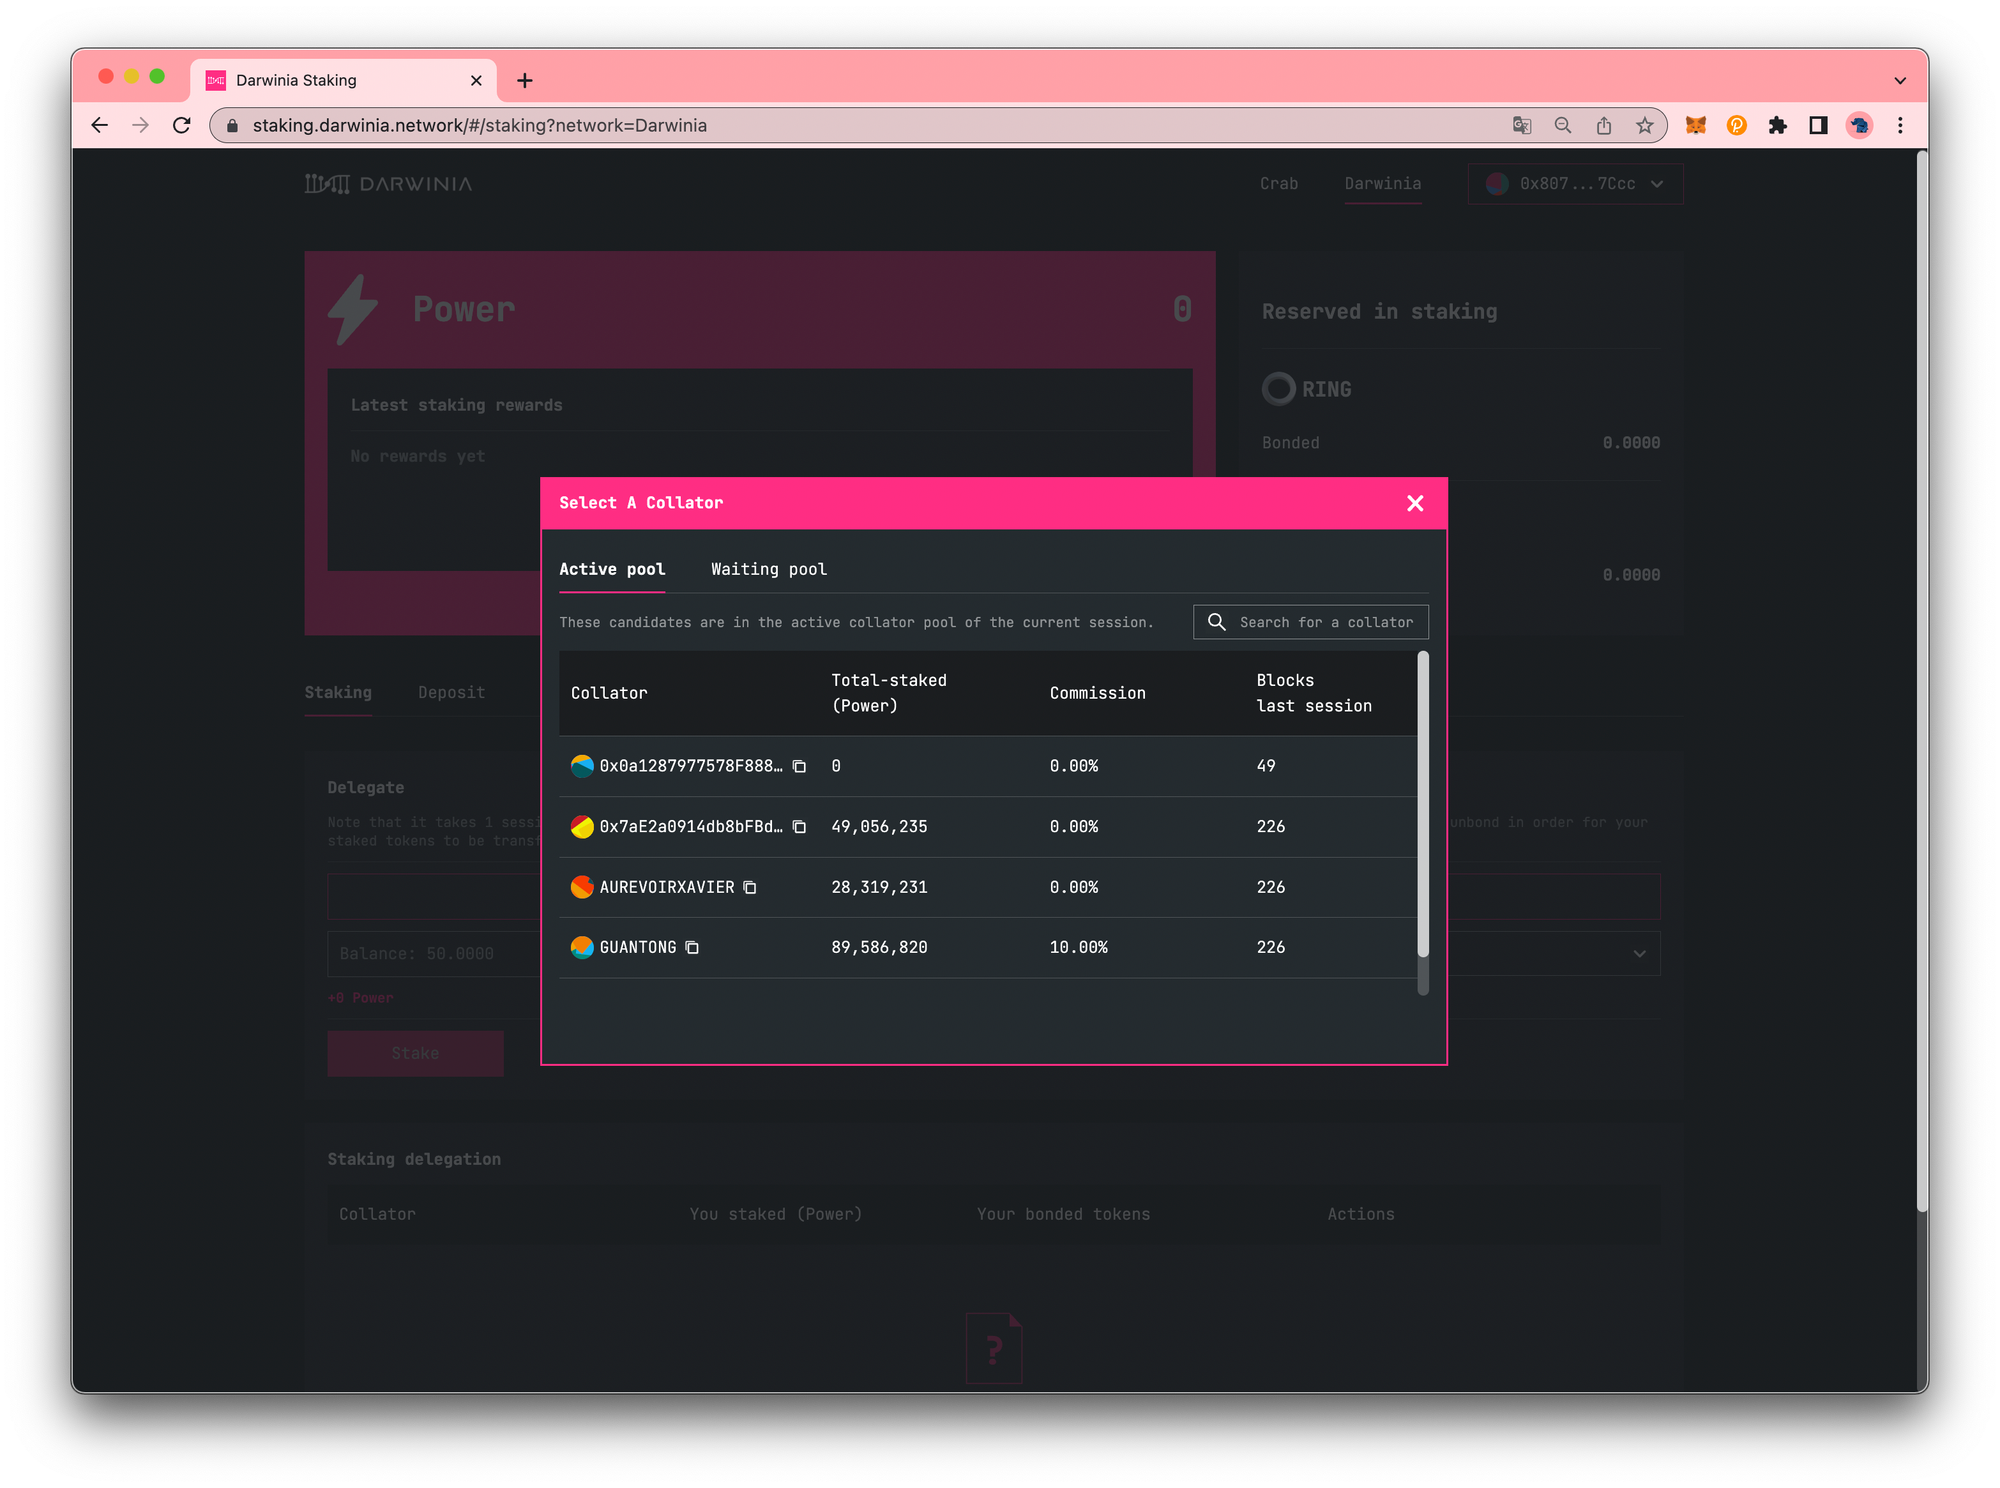 Darwinia Staking
staking.darwinia.network/#/staking?network=Darwinia
DARWINIA
Crab
Darwinia
0x807...7Ccc
Power
0
Latest staking rewards
No rewards yet
Reserved in staking
RING
Bonded
0.0000
0.0000
Select A Collator
Active pool
Waiting pool
These candidates are in the active collator pool of the current session.
Search for a collator
Collator
Total-staked
(Power)
Commission
Blocks
last session
0x0a1287977578F888…
0
0.00%
49
0x7aE2a0914db8bFBd…
49,056,235
0.00%
226
AUREVOIRXAVIER
28,319,231
0.00%
226
GUANTONG
89,586,820
10.00%
226
Staking
Deposit
Delegate
Note that it takes 1 sessi
unbond in order for your
staked tokens to be transf
Balance: 50.0000
+0 Power
Stake
Staking delegation
Collator
You staked (Power)
Your bonded tokens
Actions
?